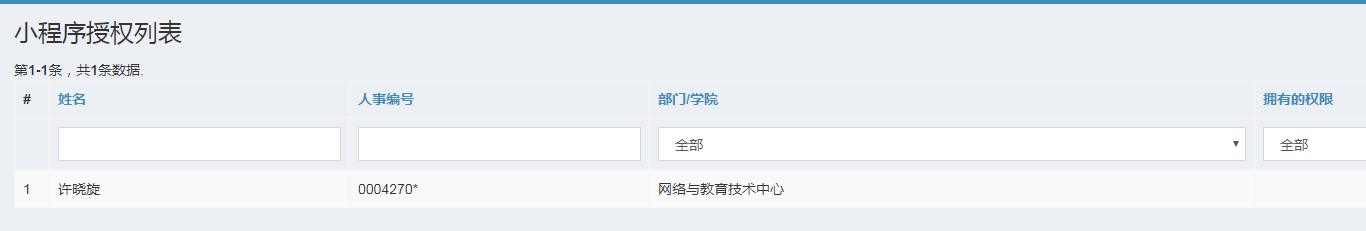 小程序授权列表
第1-1条，共1条数据.
# 姓名 人事编号 部门/学院 拥有的权限
全部 全部
1 许晓旋 0004270* 网络与教育技术中心